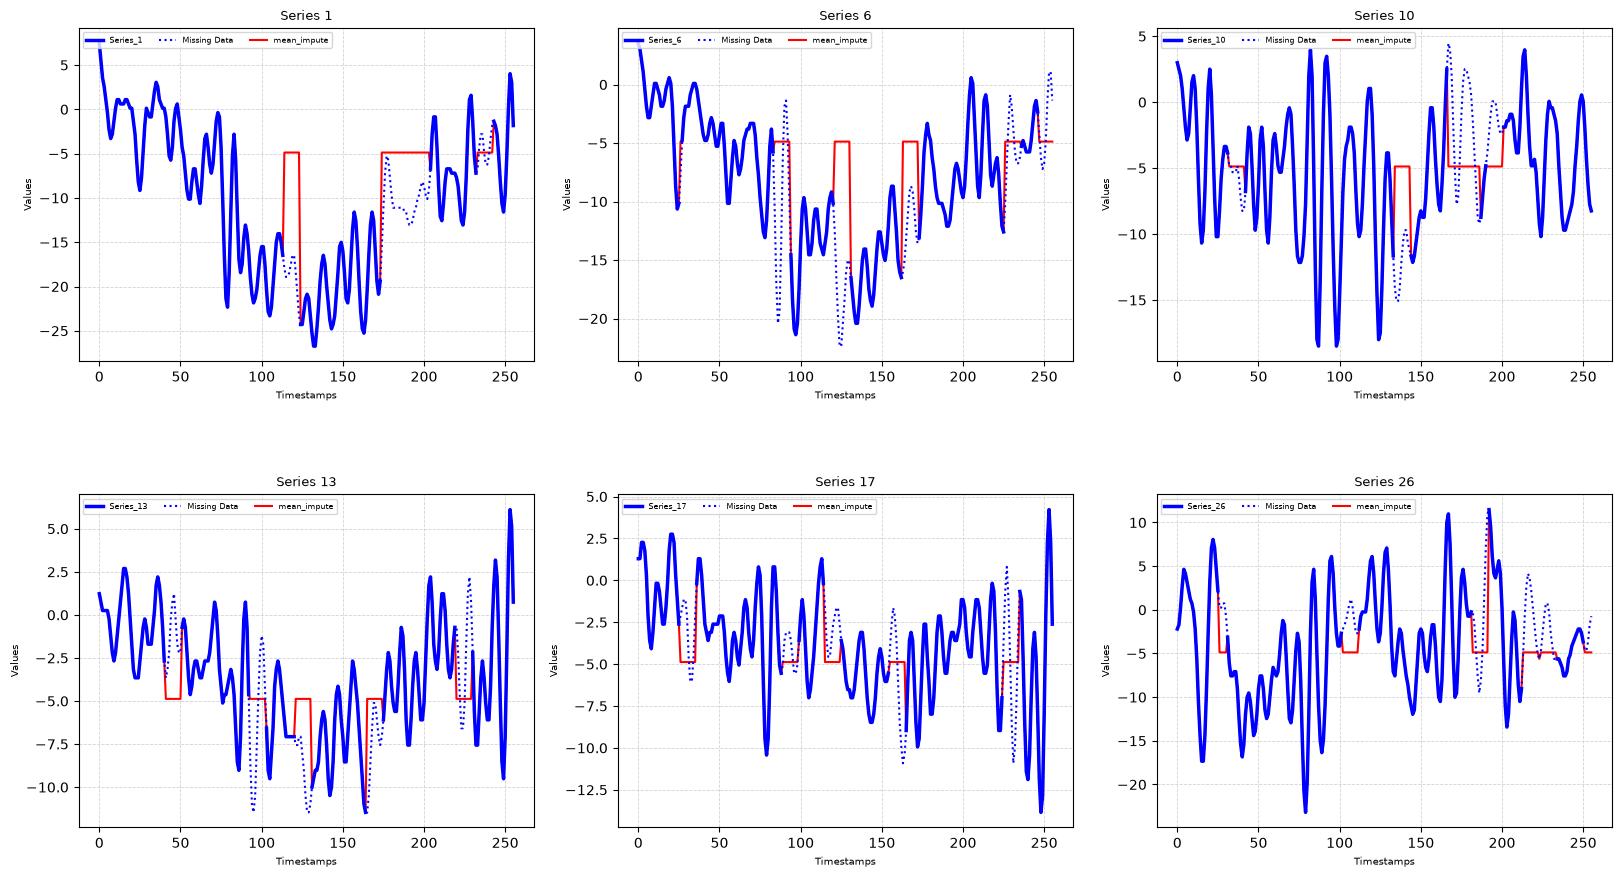 Series 1
Series_1 Missing Data mean_impute
5
0
−5
−10
−15
−20
−25
Values
0 50 100 150 200 250
Timestamps
Series 6
Series_6 Missing Data mean_impute
0
−5
−10
−15
−20
Values
0 50 100 150 200 250
Timestamps
Series 10
Series_10 Missing Data mean_impute
5
0
−5
−10
−15
Values
0 50 100 150 200 250
Timestamps
Series 13
Series_13 Missing Data mean_impute
5.0
2.5
0.0
−2.5
−5.0
−7.5
−10.0
Values
0 50 100 150 200 250
Timestamps
Series 17
Series_17 Missing Data mean_impute
5.0
2.5
0.0
−2.5
−5.0
−7.5
−10.0
−12.5
Values
0 50 100 150 200 250
Timestamps
Series 26
Series_26 Missing Data mean_impute
10
5
0
−5
−10
−15
−20
Values
0 50 100 150 200 250
Timestamps